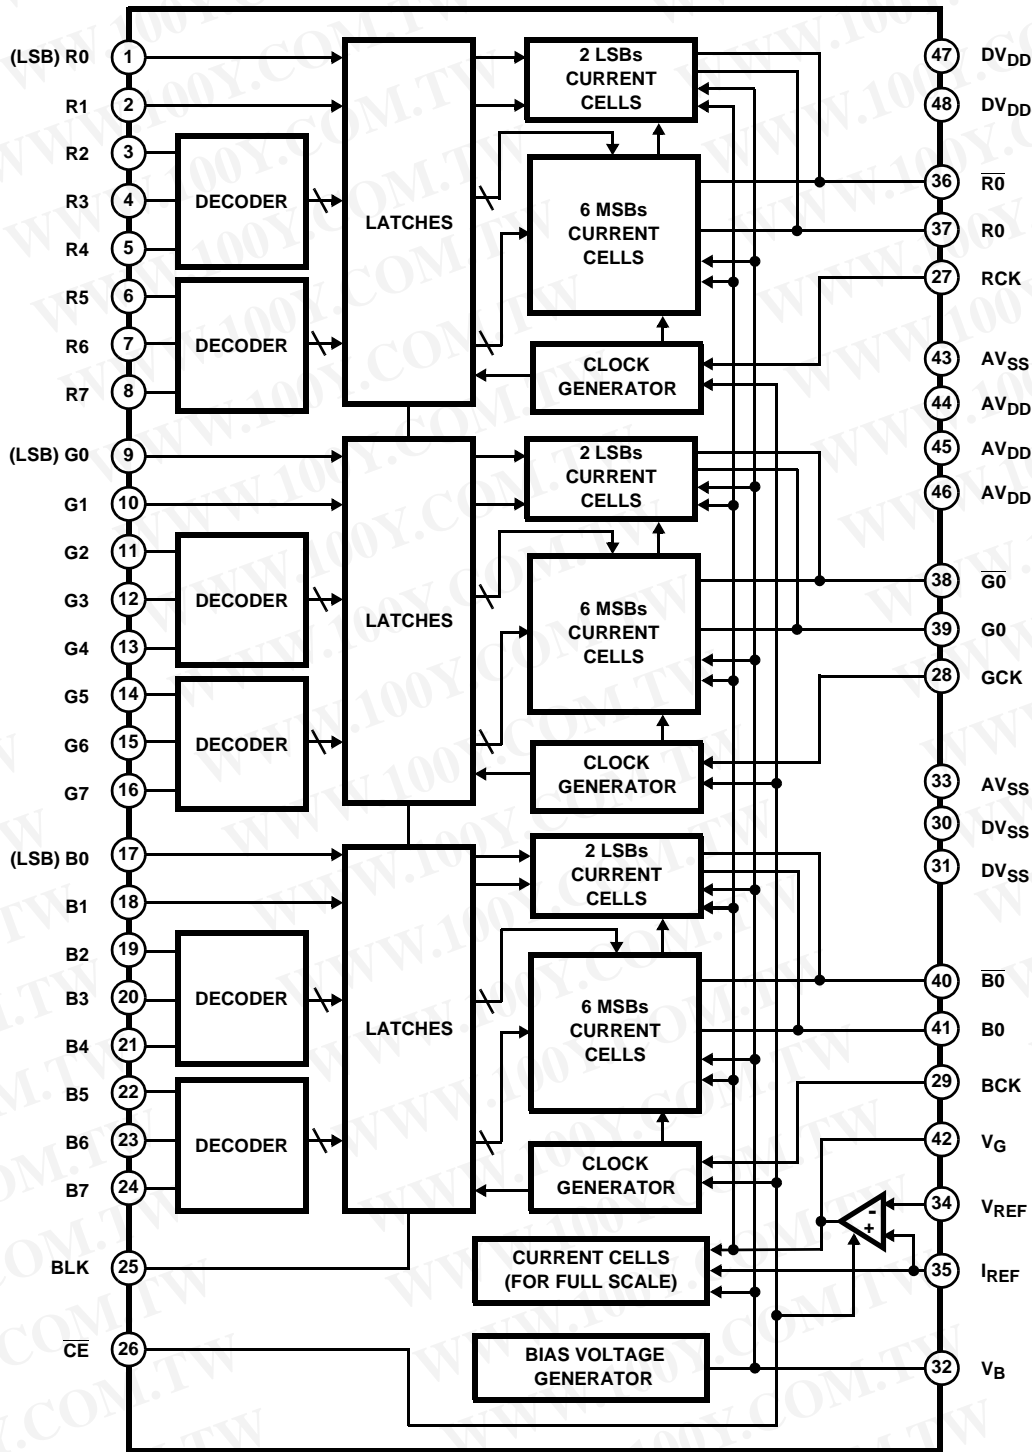 (LSB) R0 1
R1 2
R2 3
R3 4
R4 5
R5 6
R6 7
R7 8
(LSB) G0 9
G1 10
G2 11
G3 12
G4 13
G5 14
G6 15
G7 16
(LSB) B0 17
B1 18
B2 19
B3 20
B4 21
B5 22
B6 23
B7 24
BLK 25
CE 26
DECODER
DECODER
LATCHES
2 LSBs
CURRENT
CELLS
6 MSBs
CURRENT
CELLS
CLOCK
GENERATOR
DECODER
DECODER
LATCHES
2 LSBs
CURRENT
CELLS
6 MSBs
CURRENT
CELLS
CLOCK
GENERATOR
DECODER
DECODER
LATCHES
2 LSBs
CURRENT
CELLS
6 MSBs
CURRENT
CELLS
CLOCK
GENERATOR
CURRENT CELLS
(FOR FULL SCALE)
BIAS VOLTAGE
GENERATOR
-
+
47 DVDD
48 DVDD
36 R0
37 R0
27 RCK
43 AVSS
44 AVDD
45 AVDD
46 AVDD
38 G0
39 G0
28 GCK
33 AVSS
30 DVSS
31 DVSS
40 B0
41 B0
29 BCK
42 VG
34 VREF
35 IREF
32 VB
WWW.100Y.COM.TW